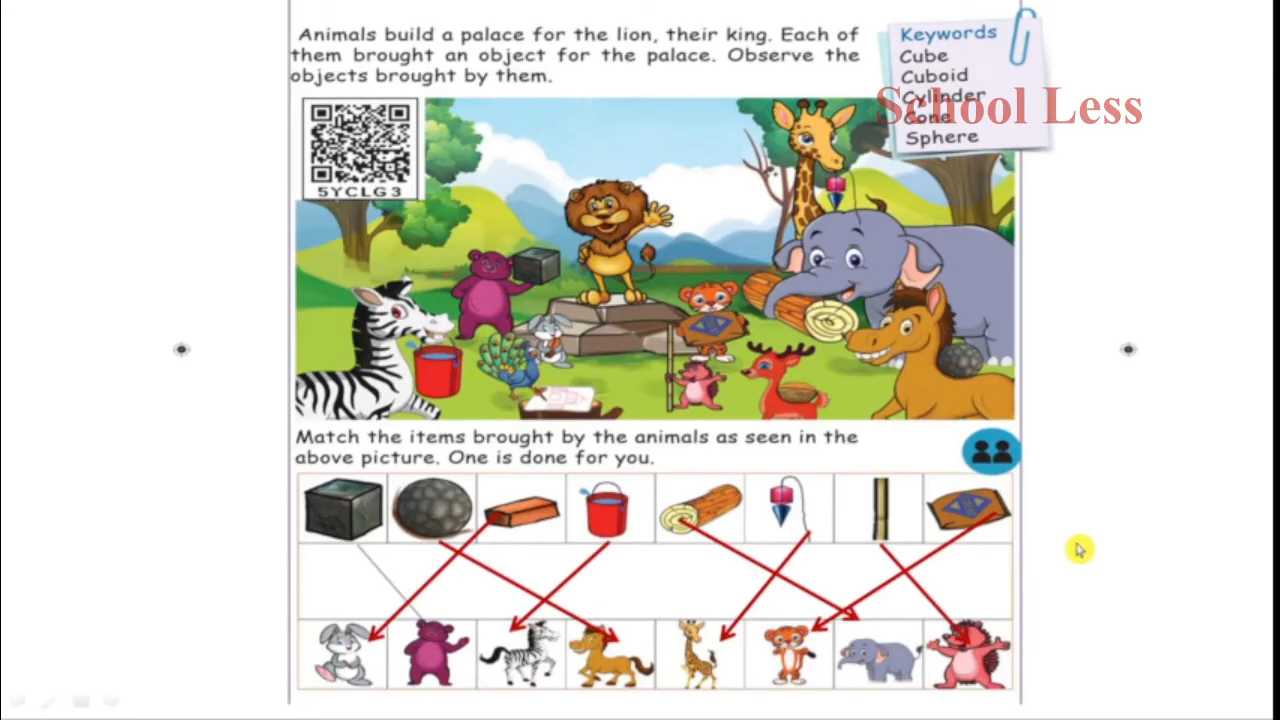 Animals build a palace for the lion, their king. Each of
them brought an object for the palace. Observe the
objects brought by them.
Keywords
Cube
Cuboid
Cylinder
Cone
Sphere
School Less
5YCLG3
Match the items brought by the animals as seen in the
above picture. One is done for you.